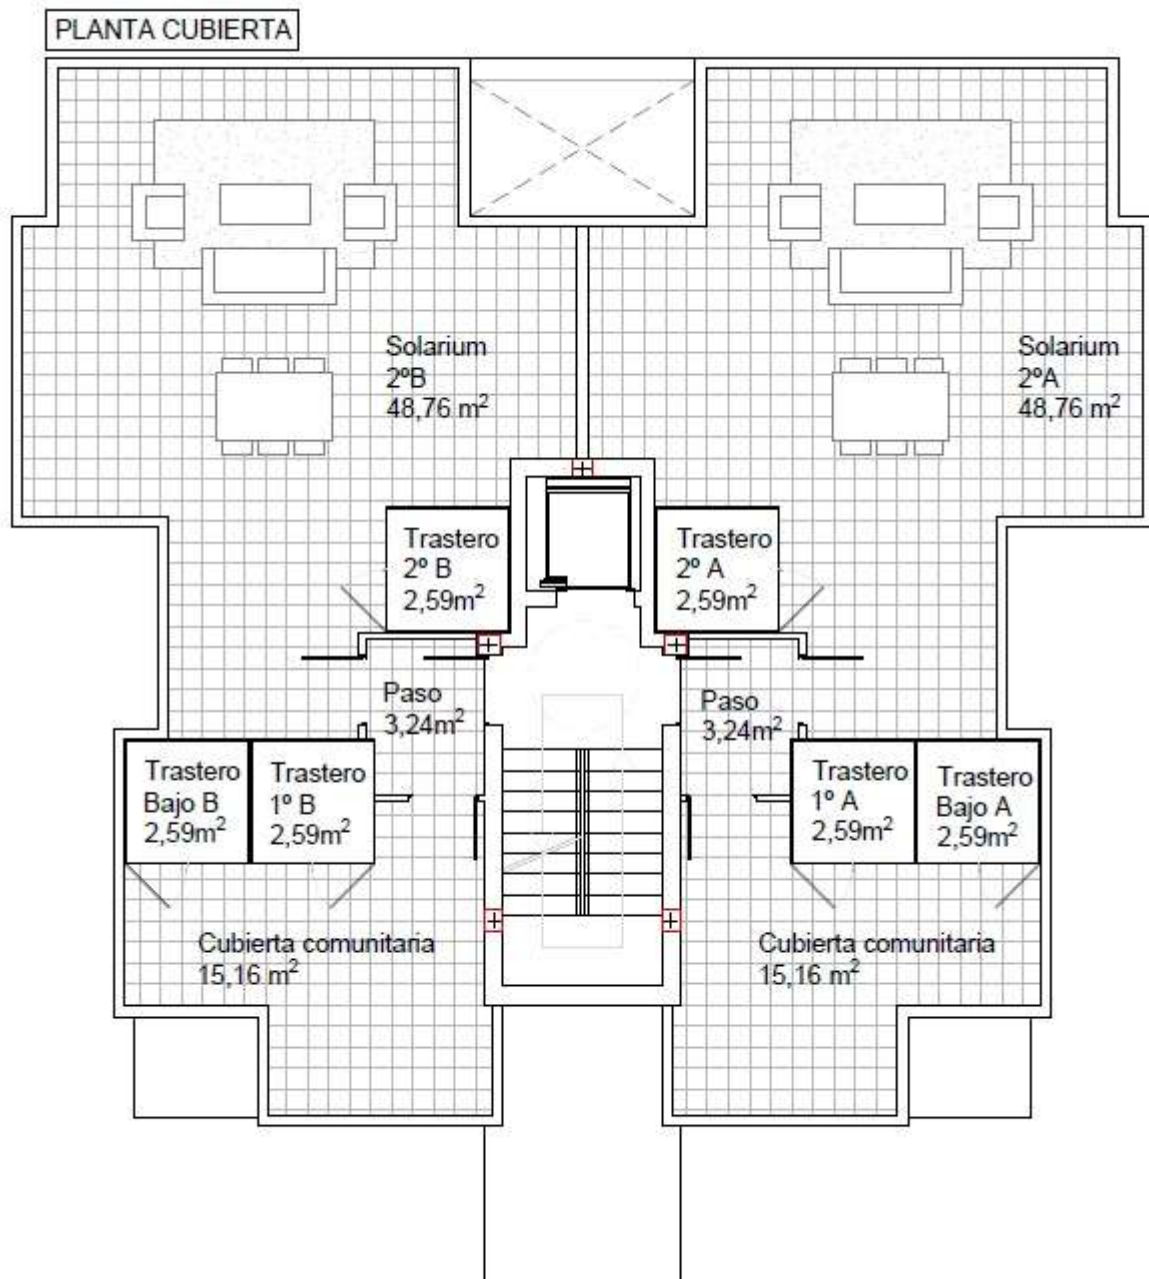 PLANTA CUBIERTA
Solarium
2ºB
48,76 m²
Solarium
2ºA
48,76 m²
Trastero
2º B
2,59m²
Trastero
2º A
2,59m²
Paso
3,24m²
Paso
3,24m²
Trastero
Bajo B
2,59m²
Trastero
1º B
2,59m²
Trastero
1º A
2,59m²
Trastero
Bajo A
2,59m²
Cubierta comunitaria
15,16 m²
Cubierta comunitaria
15,16 m²